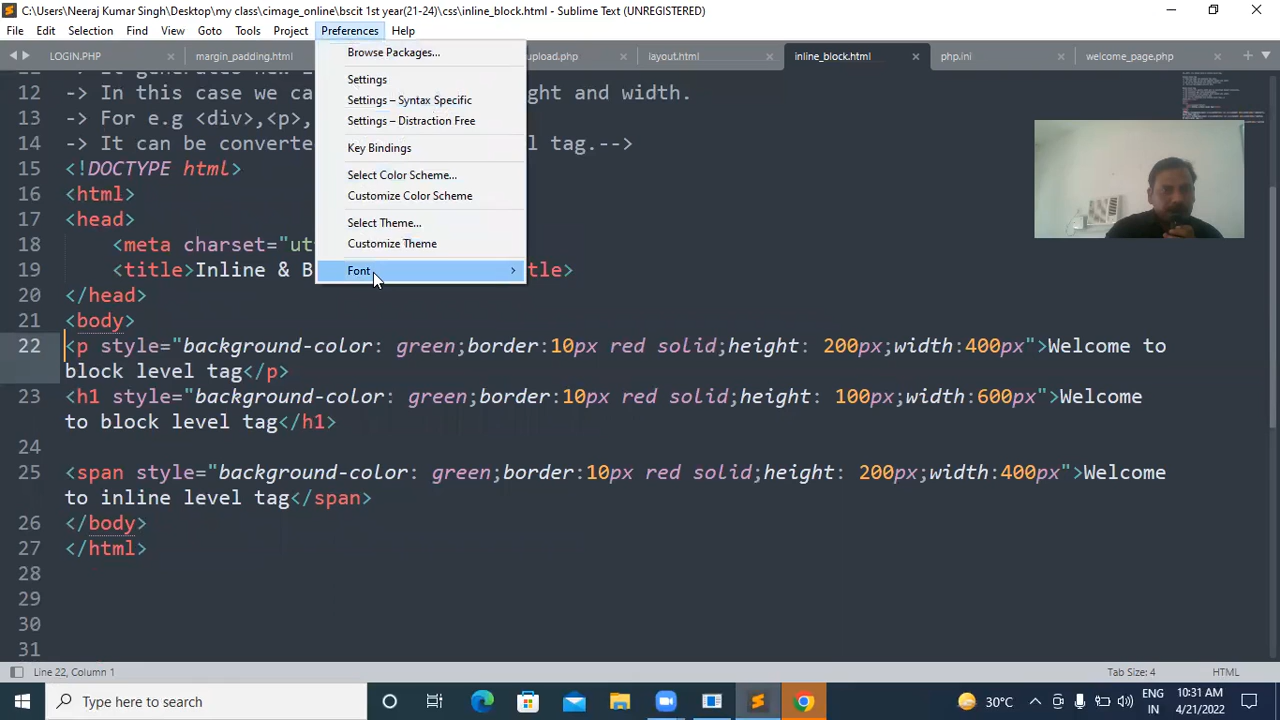 C:\Users\Neeraj Kumar Singh\Desktop\my class\cimage_online\bscit 1st year(21-24)\css\inline_block.html - Sublime Text (UNREGISTERED)
File Edit Selection Find View Goto Tools Project Preferences Help
LOGIN.PHP margin_padding.html upload.php layout.html inline_block.html php.ini welcome_page.php
Browse Packages...
Settings
Settings – Syntax Specific
Settings – Distraction Free
Key Bindings
Select Color Scheme...
Customize Color Scheme
Select Theme...
Customize Theme
Font
12 -> In this case we ca ght and width.
13 -> For e.g <div>,<p>,
14 -> It can be converte l tag.-->
15 <!DOCTYPE html>
16 <html>
17 <head>
18 <meta charset="ut
19 <title>Inline & B tle>
20 </head>
21 <body>
22 <p style="background-color: green;border:10px red solid;height: 200px;width:400px">Welcome to
block level tag</p>
23 <h1 style="background-color: green;border:10px red solid;height: 100px;width:600px">Welcome
to block level tag</h1>
24
25 <span style="background-color: green;border:10px red solid;height: 200px;width:400px">Welcome
to inline level tag</span>
26 </body>
27 </html>
28
29
30
31
Line 22, Column 1 Tab Size: 4 HTML
Type here to search 30°C ENG IN 10:31 AM 4/21/2022